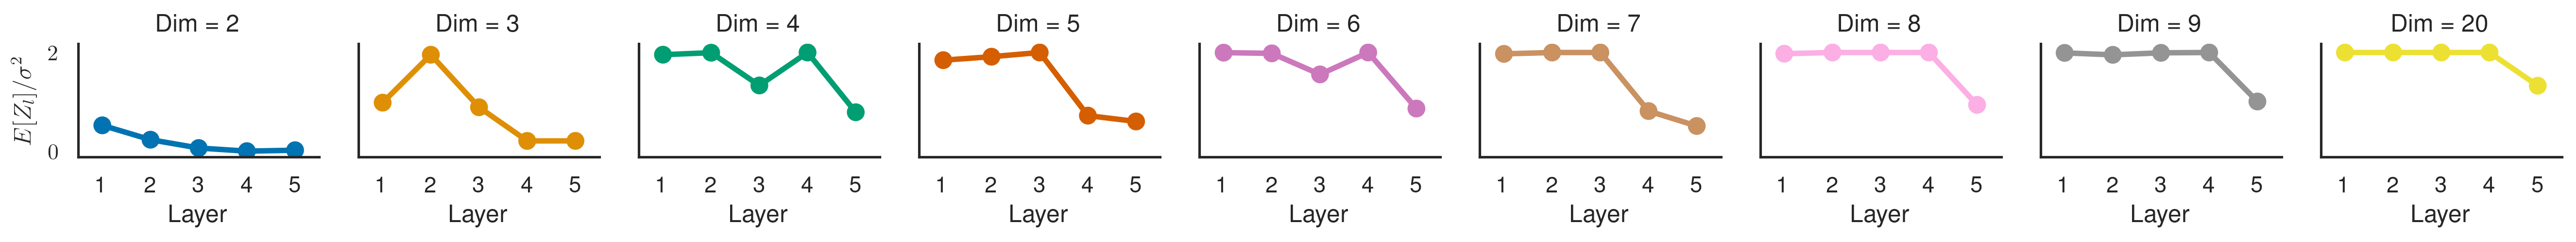 Dim = 2
Dim = 3
Dim = 4
Dim = 5
Dim = 6
Dim = 7
Dim = 8
Dim = 9
Dim = 20
E[Z_l]/σ^2
2
0
1 2 3 4 5
1 2 3 4 5
1 2 3 4 5
1 2 3 4 5
1 2 3 4 5
1 2 3 4 5
1 2 3 4 5
1 2 3 4 5
1 2 3 4 5
Layer
Layer
Layer
Layer
Layer
Layer
Layer
Layer
Layer